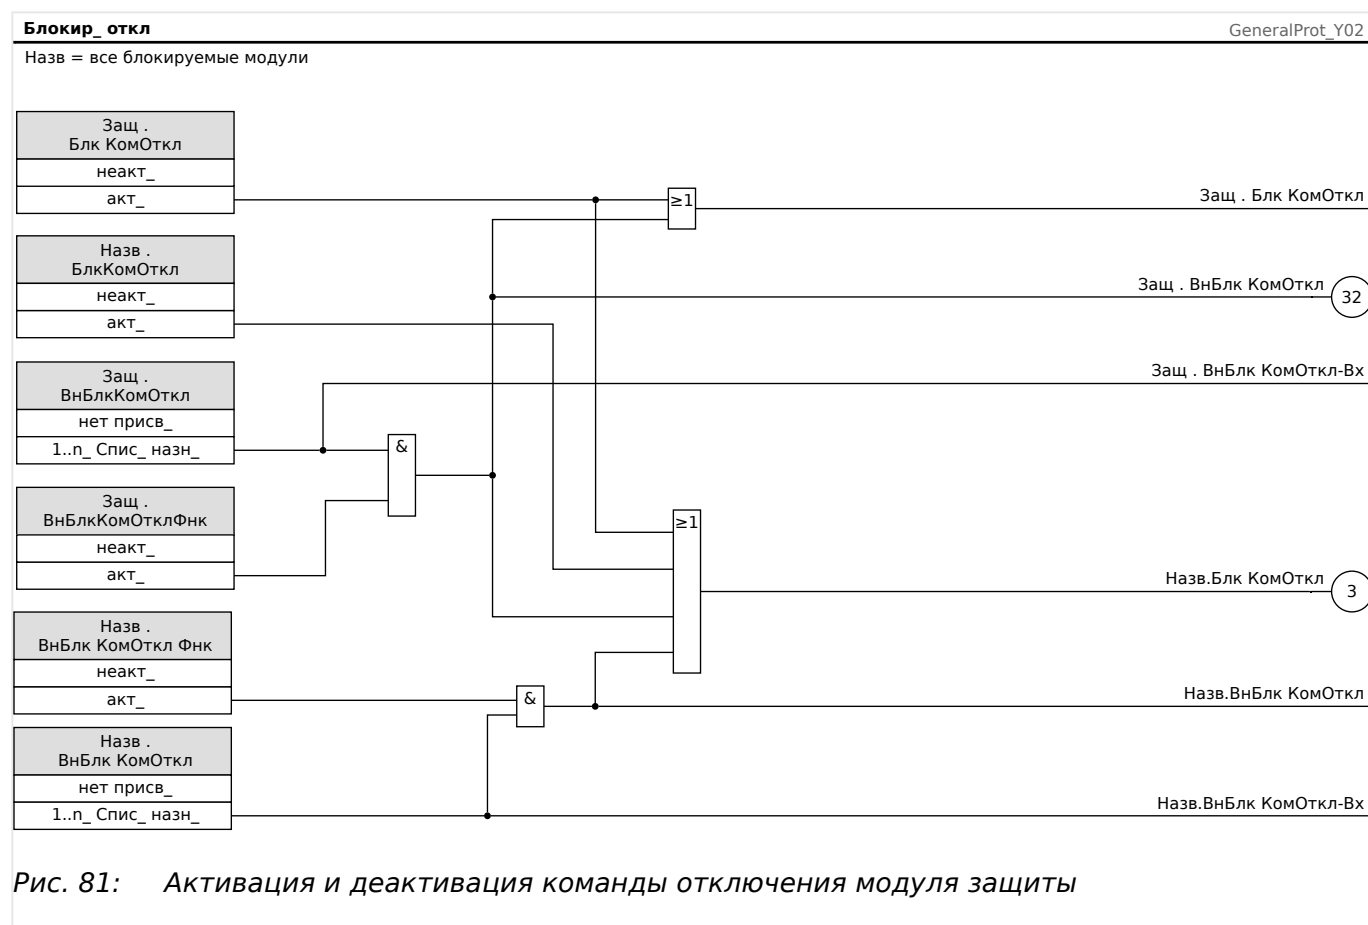 Блокир_ откл
GeneralProt_Y02
Назв = все блокируемые модули
Защ .
Блк КомОткл
неакт_
акт_
≥1
Защ . Блк КомОткл
Назв .
БлкКомОткл
неакт_
акт_
Защ . ВнБлк КомОткл
32
Защ .
ВнБлкКомОткл
нет присв_
1..n_ Спис_ назн_
Защ . ВнБлк КомОткл-Вх
&
Защ .
ВнБлкКомОтклФнк
неакт_
акт_
≥1
Назв.Блк КомОткл
3
Назв .
ВнБлк КомОткл Фнк
неакт_
акт_
&
Назв.ВнБлк КомОткл
Назв .
ВнБлк КомОткл
нет присв_
1..n_ Спис_ назн_
Назв.ВнБлк КомОткл-Вх
Рис. 81: Активация и деактивация команды отключения модуля защиты